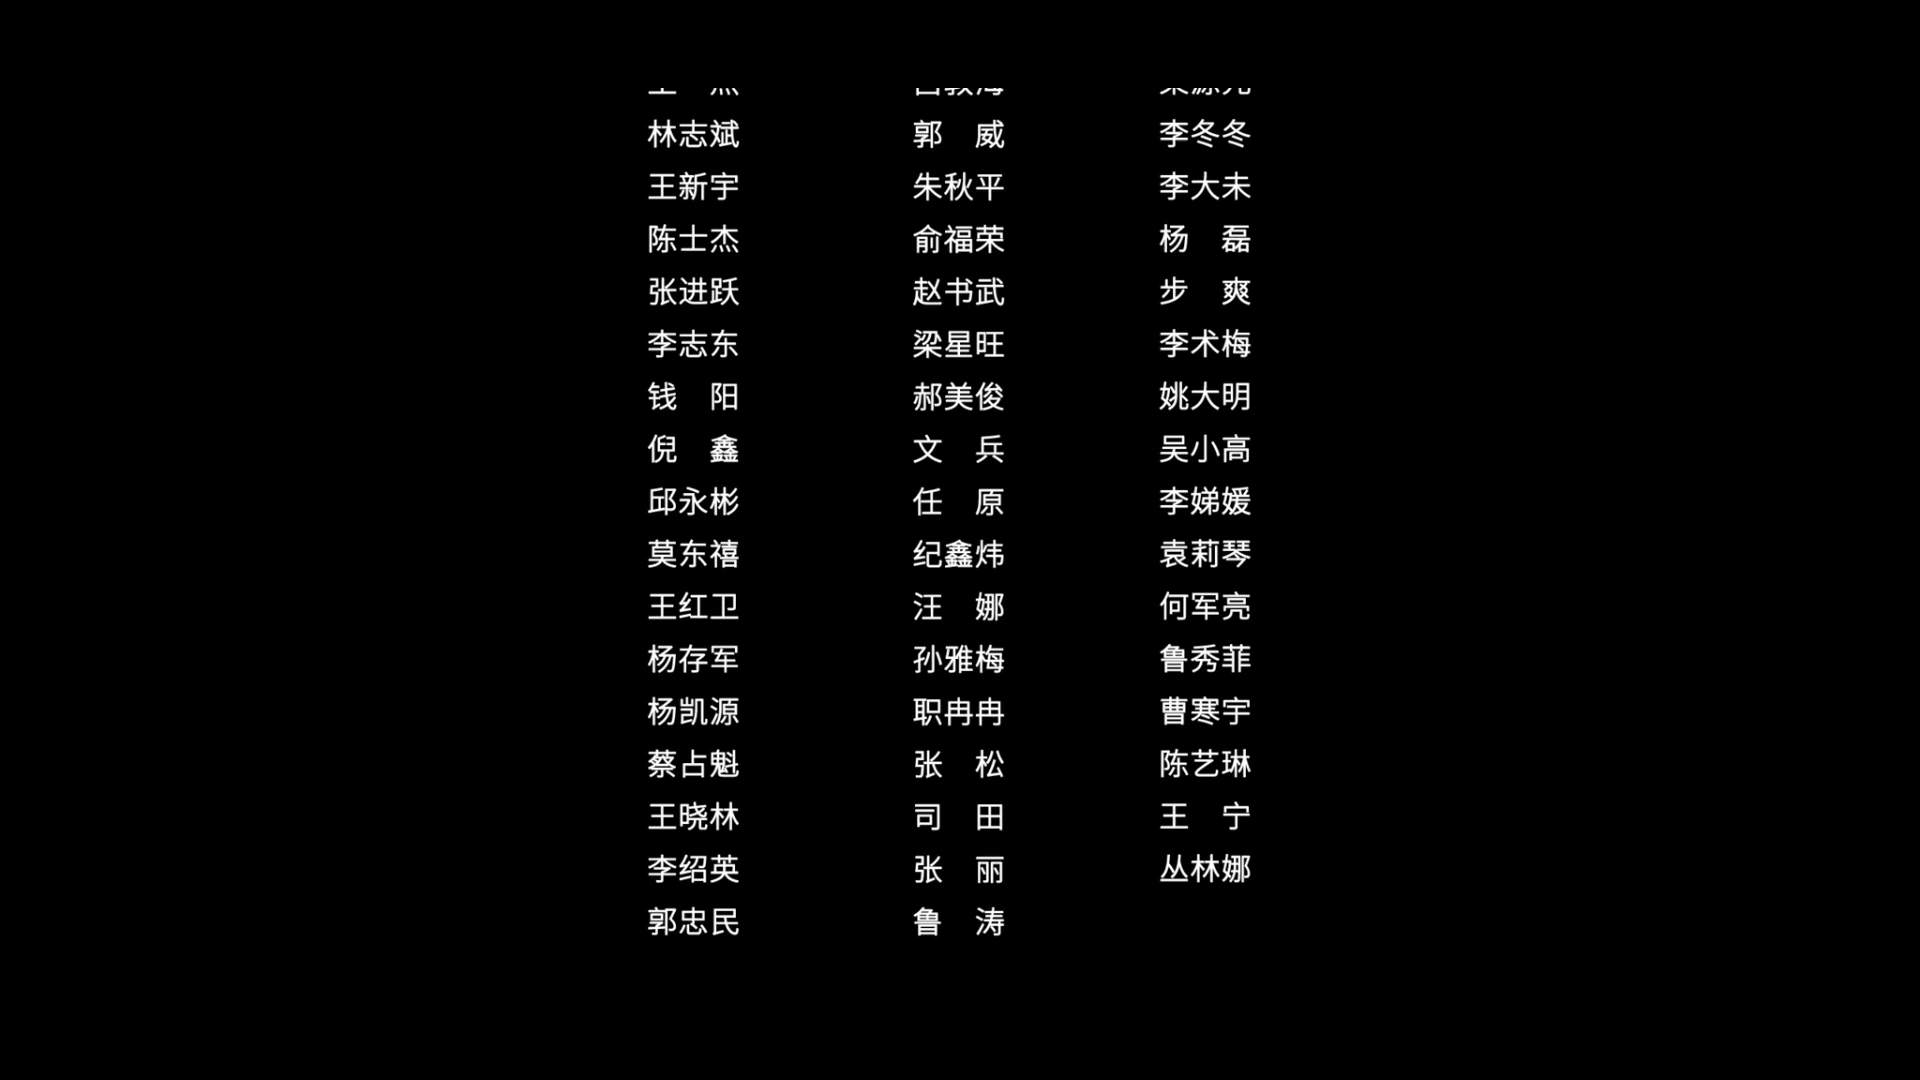 林志斌 郭 威 李冬冬
王新宇 朱秋平 李大未
陈士杰 俞福荣 杨 磊
张进跃 赵书武 步 爽
李志东 梁星旺 李术梅
钱 阳 郝美俊 姚大明
倪 鑫 文 兵 吴小高
邱永彬 任 原 李娣媛
莫东禧 纪鑫炜 袁莉琴
王红卫 汪 娜 何军亮
杨存军 孙雅梅 鲁秀菲
杨凯源 职冉冉 曹寒宇
蔡占魁 张 松 陈艺琳
王晓林 司 田 王 宁
李绍英 张 丽 丛林娜
郭忠民 鲁 涛